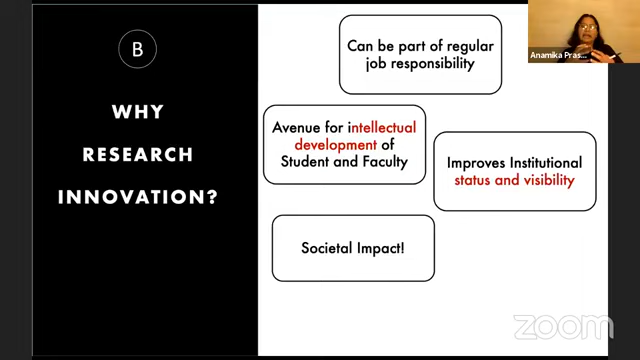 B
WHY
RESEARCH
INNOVATION?
Can be part of regular
job responsibility
Avenue for intellectual
development of
Student and Faculty
Improves Institutional
status and visibility
Societal Impact!
Anamika Pras...
zoom